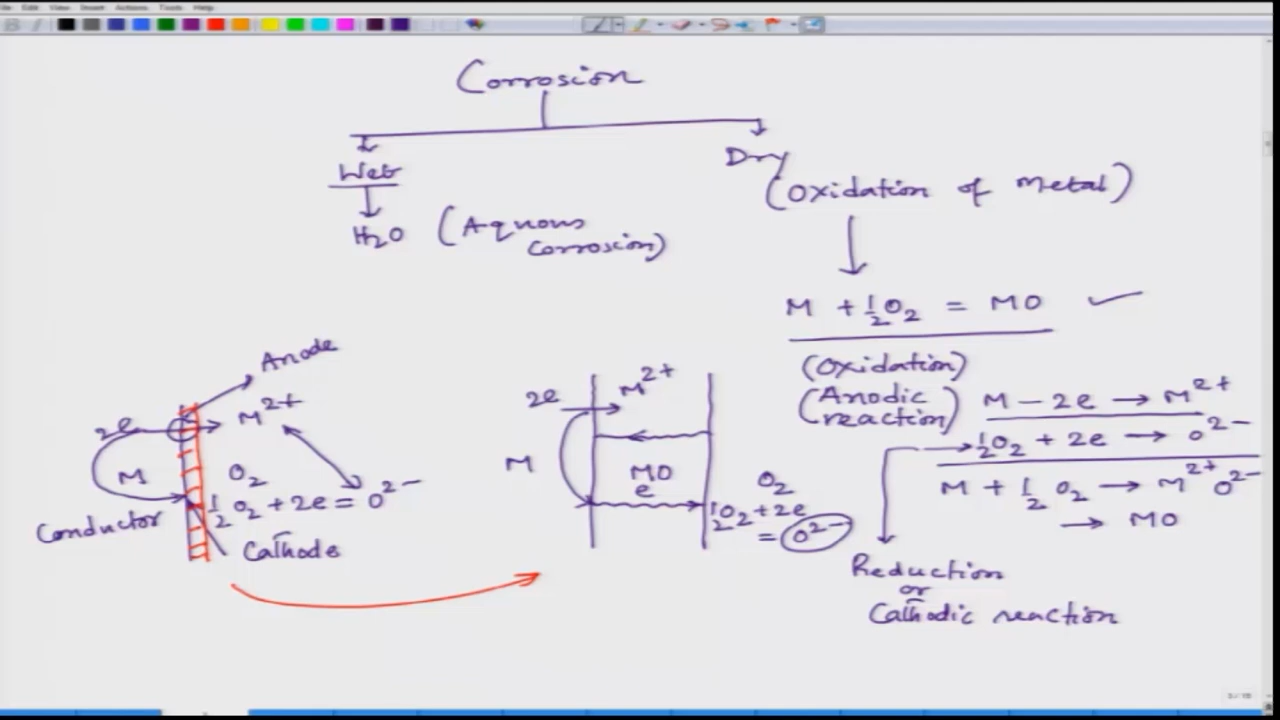 Corrosion
Wet
H2O (Aquous
corrosion)
Dry
(Oxidation of Metal)
M + 1/2 O2 = MO ✓
(Oxidation)
(Anodic
reaction)
M - 2e → M2+
1/2 O2 + 2e → O2-
M + 1/2 O2 → M2+ O2-
→ MO
Reduction
or
Cathodic reaction
Anode
2e
M2+
M
O2
1/2 O2 + 2e = O2-
Conductor
Cathode
2e
M2+
M
MO
e
O2
1/2 O2 + 2e
= O2-